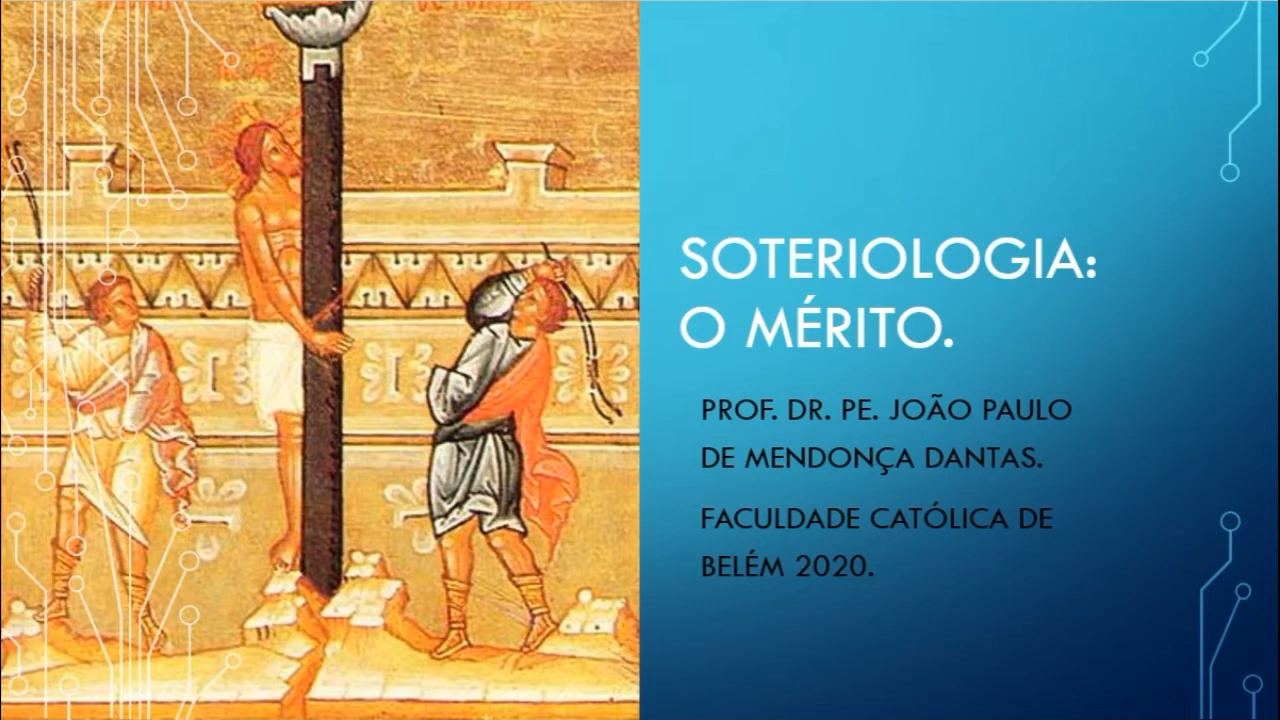 SOTERIOLOGIA:
O MÉRITO.
PROF. DR. PE. JOÃO PAULO
DE MENDONÇA DANTAS.
FACULDADE CATÓLICA DE
BELÉM 2020.